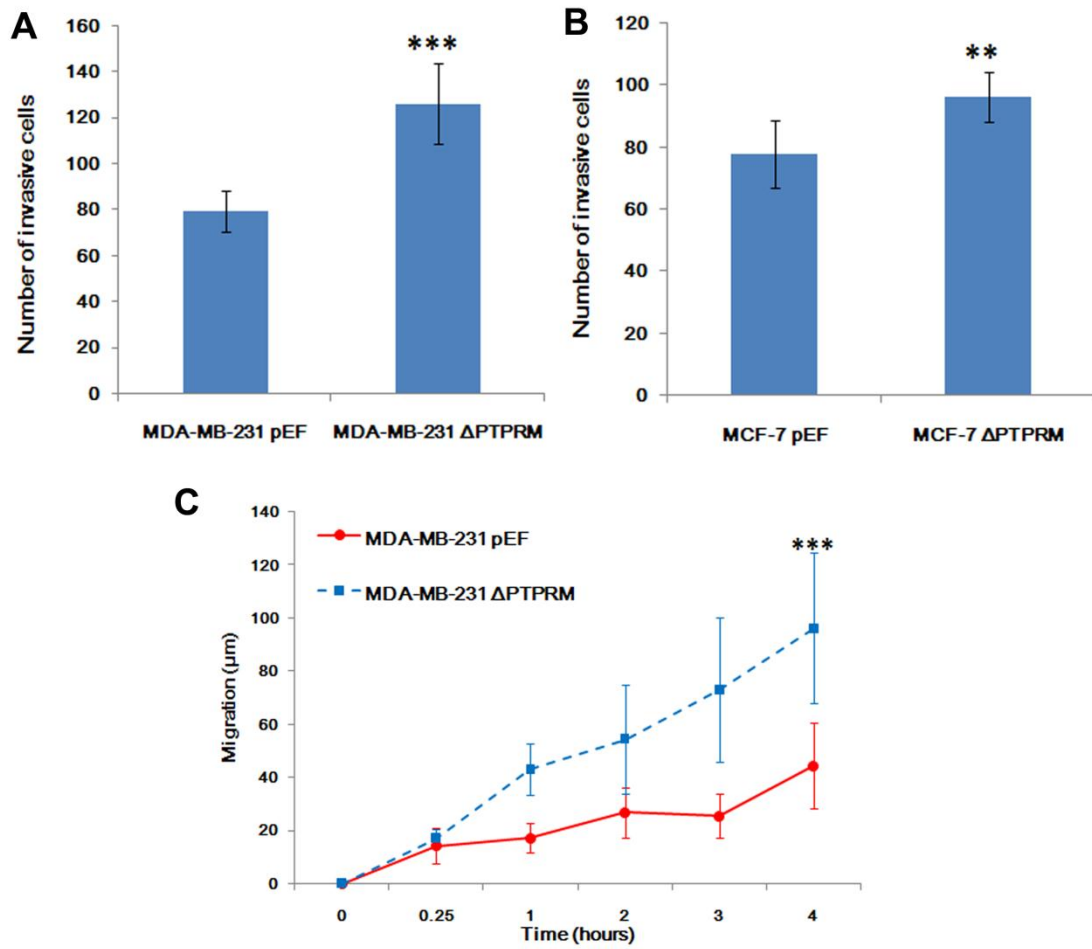 A
160
140
120
100
80
60
40
20
0
Number of invasive cells
***
MDA-MB-231 pEF
MDA-MB-231 ΔPTPRM
B
120
100
80
60
40
20
0
Number of invasive cells
**
MCF-7 pEF
MCF-7 ΔPTPRM
C
140
120
100
80
60
40
20
0
Migration (µm)
MDA-MB-231 pEF
MDA-MB-231 ΔPTPRM
***
0 0.25 1 2 3 4
Time (hours)